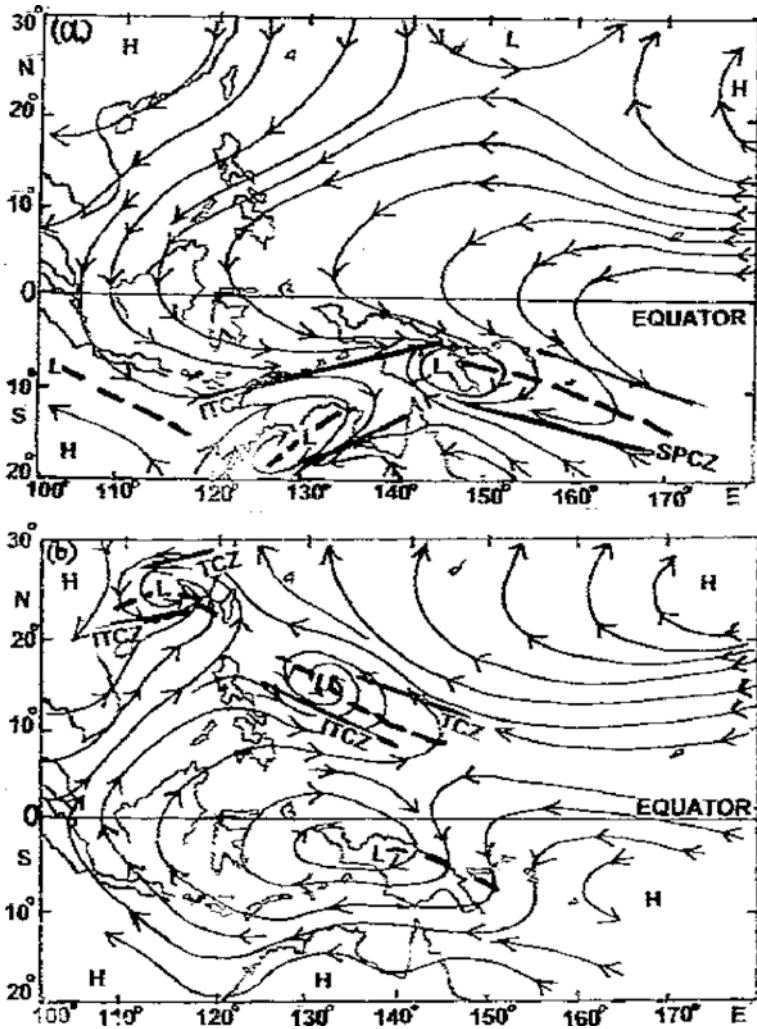 30° (a) H L L
N
20° H
10°
0
EQUATOR
L L
10° ITCZ
S L
H SPCZ
20°
100° 110° 120° 130° 140° 150° 160° 170° E
30° (b) TCZ
H H
L
N ITCZ
20°
L
TCZ
10° ITCZ
EQUATOR
0
S L
H
10°
H H
20°
100° 110° 120° 130° 140° 150° 160° 170° E